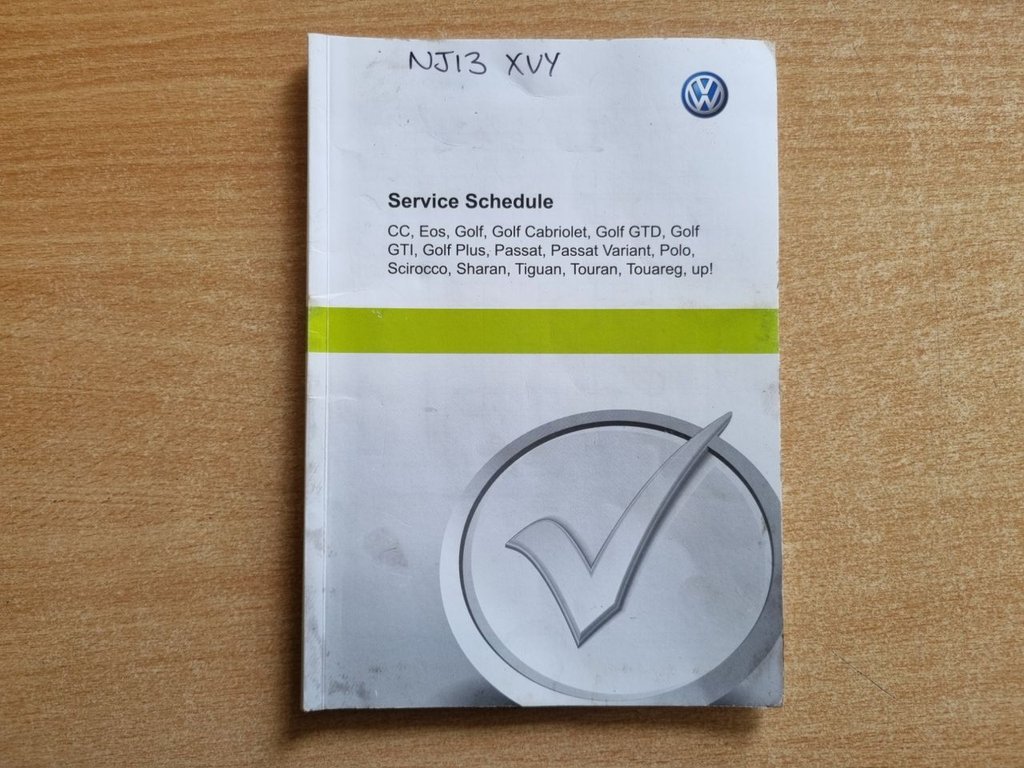 NJ13 XVY
Service Schedule
CC, Eos, Golf, Golf Cabriolet, Golf GTD, Golf
GTI, Golf Plus, Passat, Passat Variant, Polo,
Scirocco, Sharan, Tiguan, Touran, Touareg, up!